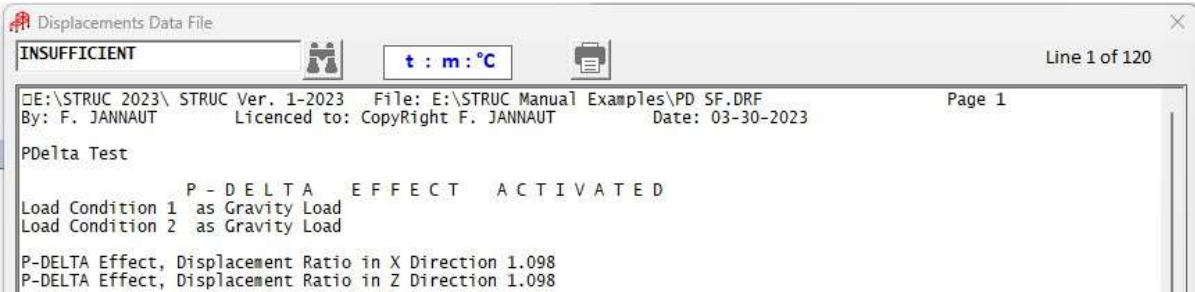 Displacements Data File
INSUFFICIENT t : m : °C Line 1 of 120
□E:\STRUC 2023\ STRUC Ver. 1-2023 File: E:\STRUC Manual Examples\PD SF.DRF Page 1
By: F. JANNAUT Licenced to: CopyRight F. JANNAUT Date: 03-30-2023
PDelta Test
P - D E L T A E F F E C T A C T I V A T E D
Load Condition 1 as Gravity Load
Load Condition 2 as Gravity Load
P-DELTA Effect, Displacement Ratio in X Direction 1.098
P-DELTA Effect, Displacement Ratio in Z Direction 1.098